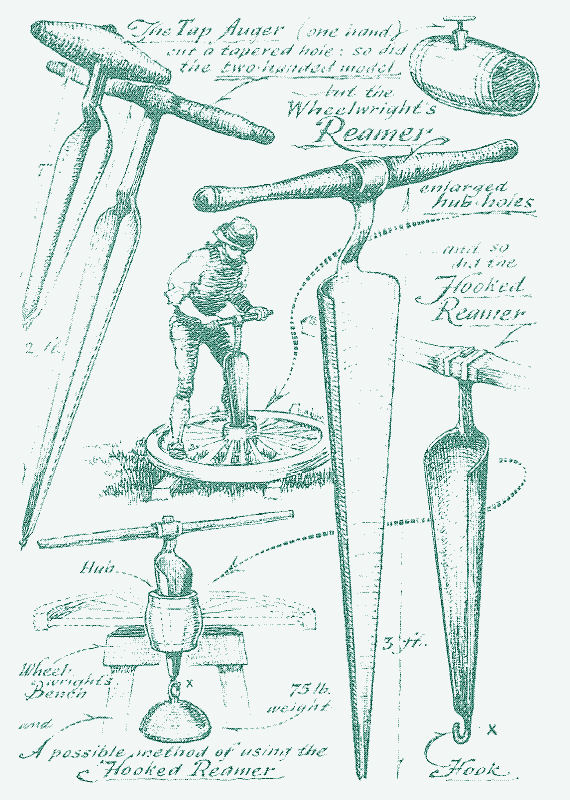 The Tap Auger (one hand)
cut a tapered hole: so did
the two-handed model
but the
Wheelwright's
Reamer
enlarged
hub holes
and so
did the
Hooked
Reamer
2 ft.
Hub
3 ft.
Wheel-
wright's
Bench
x
75 lb.
weight
and
x
A possible method of using the
Hooked Reamer
Hook